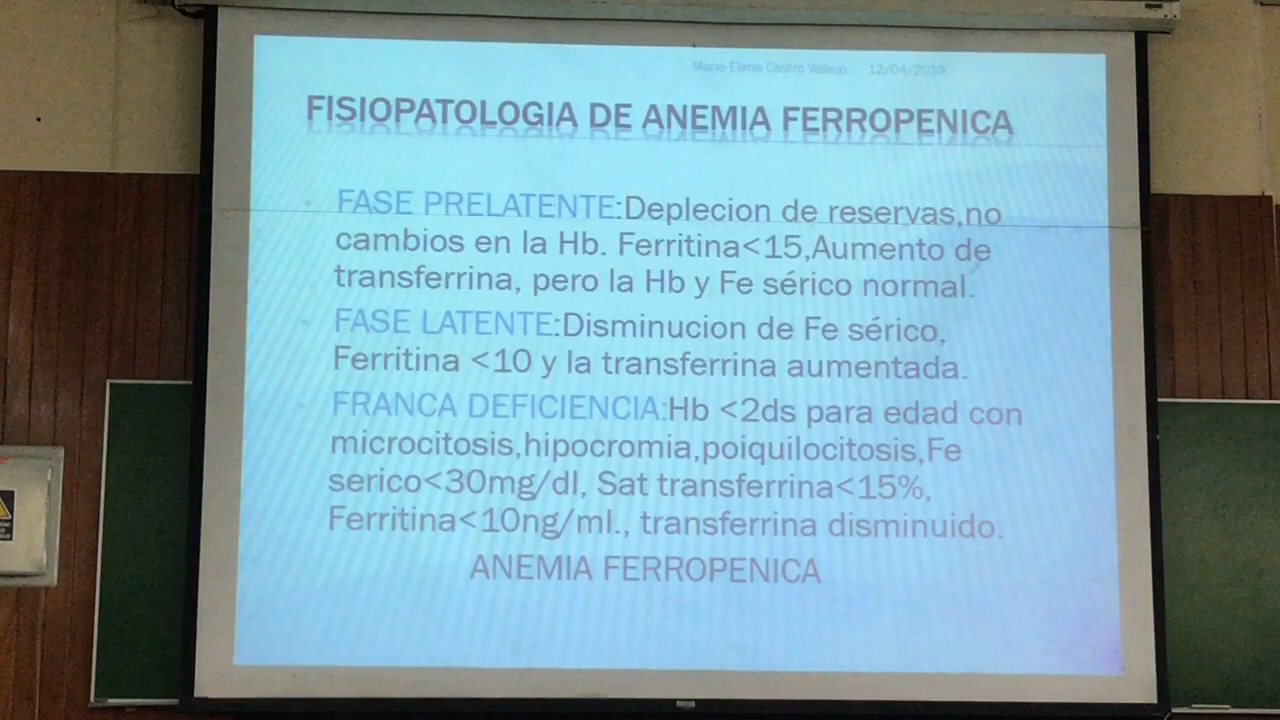 Maria Elena Castro Vallejo. 12/04/2019
FISIOPATOLOGIA DE ANEMIA FERROPENICA
FASE PRELATENTE:Deplecion de reservas,no
cambios en la Hb. Ferritina<15,Aumento de
transferrina, pero la Hb y Fe sérico normal.
FASE LATENTE:Disminucion de Fe sérico,
Ferritina <10 y la transferrina aumentada.
FRANCA DEFICIENCIA:Hb <2ds para edad con
microcitosis,hipocromia,poiquilocitosis,Fe
serico<30mg/dl, Sat transferrina<15%,
Ferritina<10ng/ml., transferrina disminuido.
ANEMIA FERROPENICA